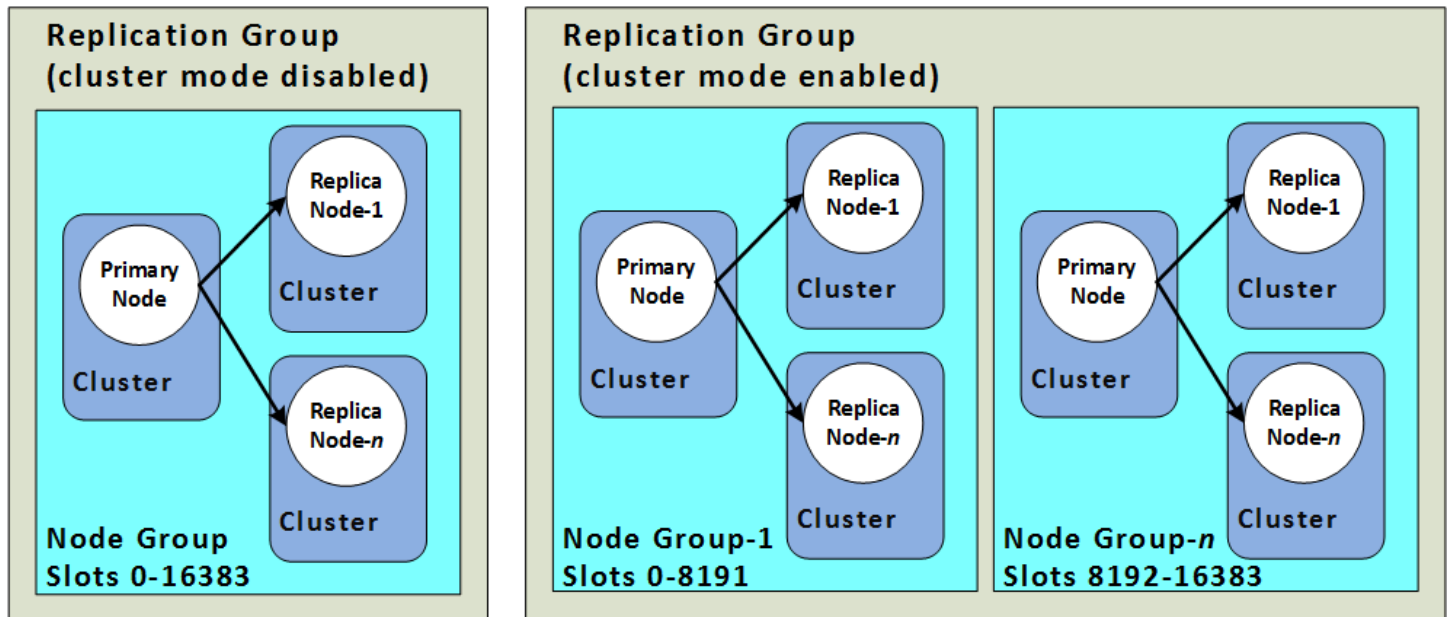 Replication Group
(cluster mode disabled)
Replica
Node-1
Cluster
Primary
Node
Cluster
Replica
Node-n
Cluster
Node Group
Slots 0-16383
Replication Group
(cluster mode enabled)
Replica
Node-1
Cluster
Primary
Node
Cluster
Replica
Node-n
Cluster
Node Group-1
Slots 0-8191
Replica
Node-1
Cluster
Primary
Node
Cluster
Replica
Node-n
Cluster
Node Group-n
Slots 8192-16383